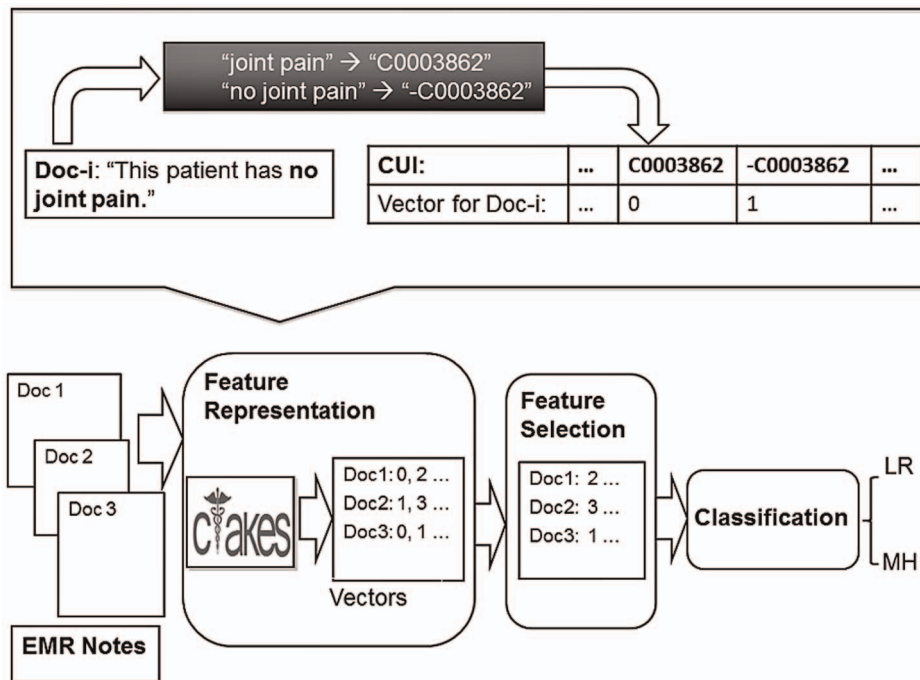 “joint pain” → “C0003862”
“no joint pain” → “-C0003862”
Doc-i: “This patient has no
joint pain.”
CUI: ... C0003862 -C0003862 ...
Vector for Doc-i: ... 0 1 ...
Doc 1
Doc 2
Doc 3
EMR Notes
Feature
Representation
cTakes
Doc1: 0, 2 ...
Doc2: 1, 3 ...
Doc3: 0, 1 ...
Vectors
Feature
Selection
Doc1: 2 ...
Doc2: 3 ...
Doc3: 1 ...
Classification
LR
MH